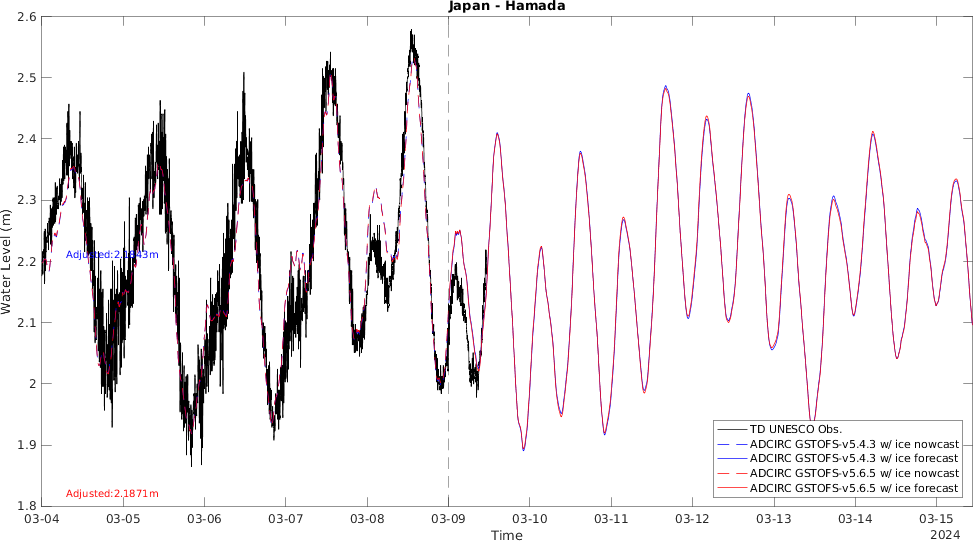 Japan - Hamada
2.6
2.5
2.4
2.3
2.2
2.1
2
1.9
1.8
Water Level (m)
Adjusted:2.1843m
Adjusted:2.1871m
TD UNESCO Obs.
ADCIRC GSTOFS-v5.4.3 w/ ice nowcast
ADCIRC GSTOFS-v5.4.3 w/ ice forecast
ADCIRC GSTOFS-v5.6.5 w/ ice nowcast
ADCIRC GSTOFS-v5.6.5 w/ ice forecast
03-04 03-05 03-06 03-07 03-08 03-09 03-10 03-11 03-12 03-13 03-14 03-15
Time
2024